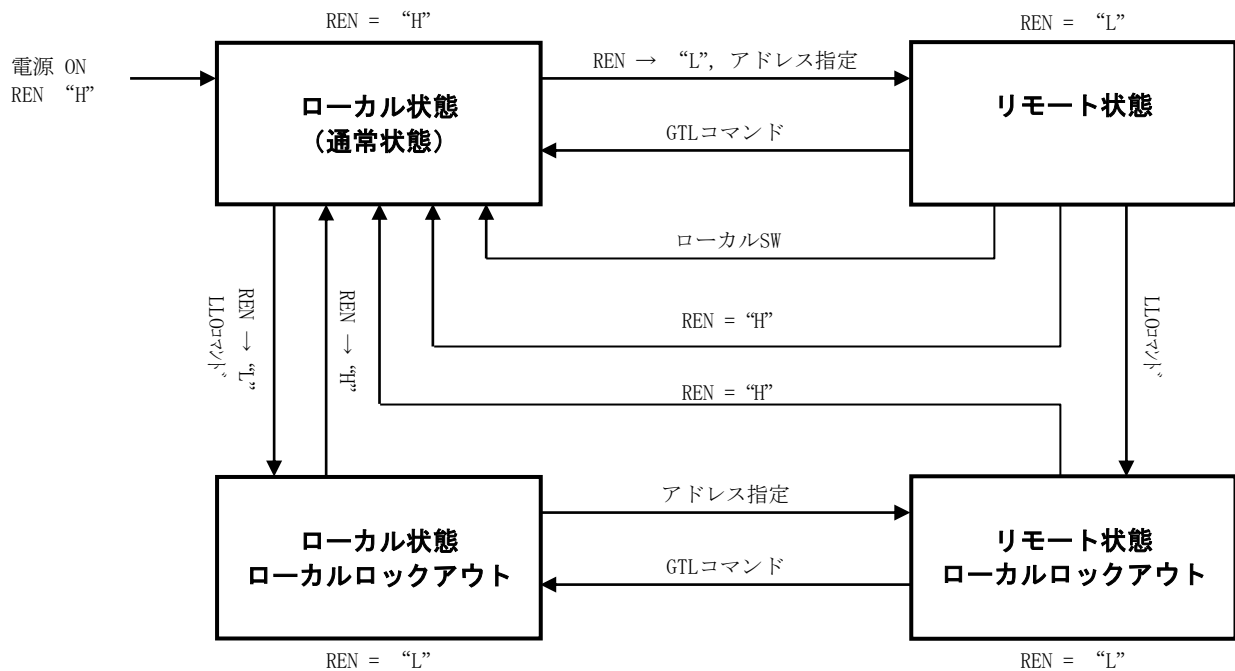 REN = “H”
REN = “L”
電源 ON
REN “H”
REN → “L”, アドレス指定
ローカル状態
(通常状態)
リモート状態
GTLコマンド
ローカルSW
REN → “L”
LLOコマンド
REN → “H”
REN = “H”
LLOコマンド
REN = “H”
アドレス指定
ローカル状態
ローカルロックアウト
リモート状態
ローカルロックアウト
GTLコマンド
REN = “L”
REN = “L”